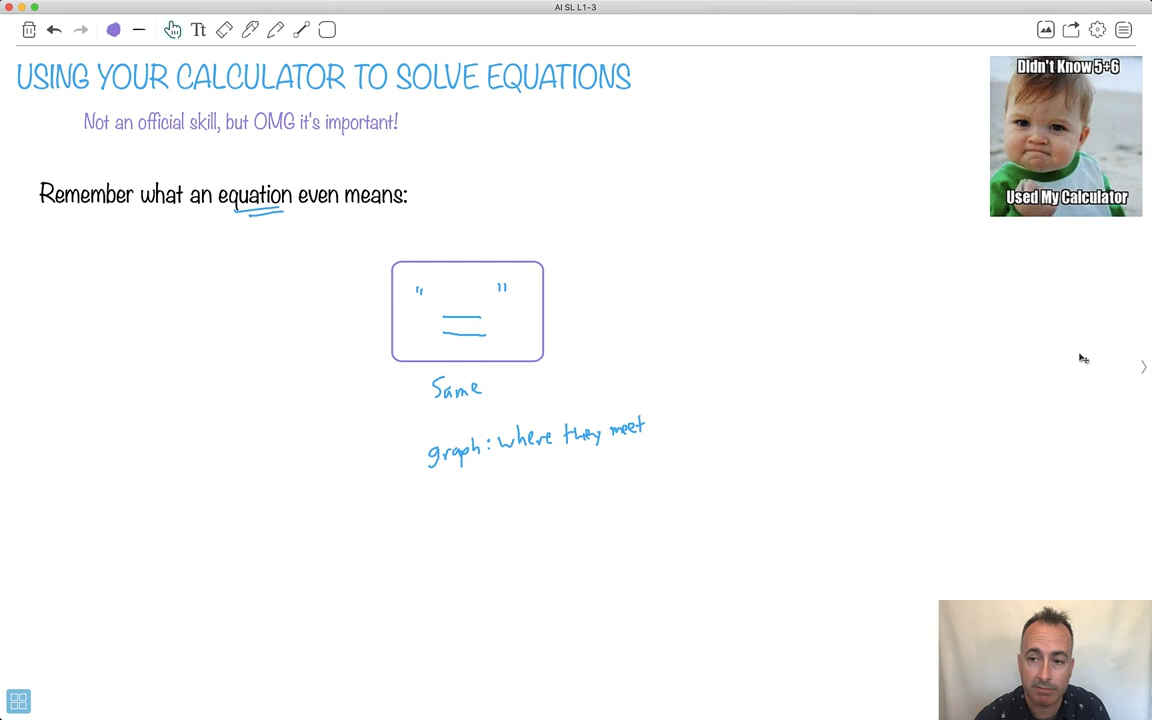 AI SL L1-3
Tt
USING YOUR CALCULATOR TO SOLVE EQUATIONS
Didn't Know 5+6
Not an official skill, but OMG it's important!
Used My Calculator
Remember what an equation even means:
" = "
Same
graph: where they meet